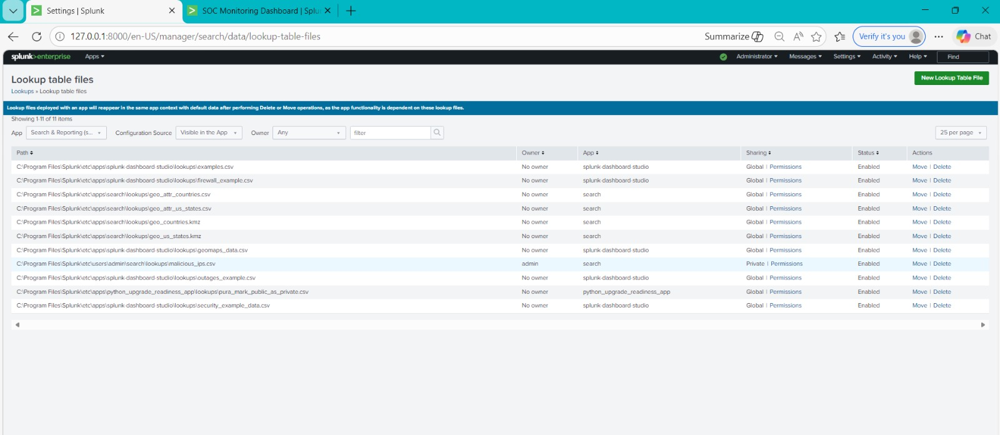 Settings | Splunk
SOC Monitoring Dashboard | Splu
127.0.0.1:8000/en-US/manager/search/data/lookup-table-files
Summarize
Verify it's you
Chat
splunk>enterprise Apps
Administrator Messages Settings Activity Help Find
Lookup table files
New Lookup Table File
Lookups » Lookup table files
Lookup files deployed with an app will reappear in the same app context with default data after performing Delete or Move operations, as the app functionality is dependent on these lookup files.
Showing 1-11 of 11 items
App Search & Reporting (s... Configuration Source Visible in the App Owner Any filter 25 per page
Path Owner App Sharing Status Actions
C:\Program Files\Splunk\etc\apps\splunk-dashboard-studio\lookups\examples.csv No owner splunk-dashboard-studio Global | Permissions Enabled Move | Delete
C:\Program Files\Splunk\etc\apps\splunk-dashboard-studio\lookups\firewall_example.csv No owner splunk-dashboard-studio Global | Permissions Enabled Move | Delete
C:\Program Files\Splunk\etc\apps\search\lookups\geo_attr_countries.csv No owner search Global | Permissions Enabled Move | Delete
C:\Program Files\Splunk\etc\apps\search\lookups\geo_attr_us_states.csv No owner search Global | Permissions Enabled Move | Delete
C:\Program Files\Splunk\etc\apps\search\lookups\geo_countries.kmz No owner search Global | Permissions Enabled Move | Delete
C:\Program Files\Splunk\etc\apps\search\lookups\geo_us_states.kmz No owner search Global | Permissions Enabled Move | Delete
C:\Program Files\Splunk\etc\apps\splunk-dashboard-studio\lookups\geomaps_data.csv No owner splunk-dashboard-studio Global | Permissions Enabled Move | Delete
C:\Program Files\Splunk\etc\users\admin\search\lookups\malicious_ips.csv admin search Private | Permissions Enabled Move | Delete
C:\Program Files\Splunk\etc\apps\splunk-dashboard-studio\lookups\outages_example.csv No owner splunk-dashboard-studio Global | Permissions Enabled Move | Delete
C:\Program Files\Splunk\etc\apps\python_upgrade_readiness_app\lookups\pura_mark_public_as_private.csv No owner python_upgrade_readiness_app Global | Permissions Enabled Move | Delete
C:\Program Files\Splunk\etc\apps\splunk-dashboard-studio\lookups\security_example_data.csv No owner splunk-dashboard-studio Global | Permissions Enabled Move | Delete